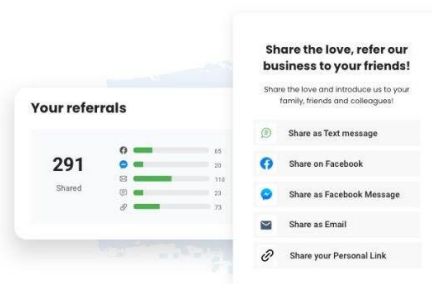 Your referrals
291
Shared
65
20
110
23
73
Share the love, refer our
business to your friends!
Share the love and introduce us to your
family, friends and colleagues!
Share as Text message
Share on Facebook
Share as Facebook Message
Share as Email
Share your Personal Link